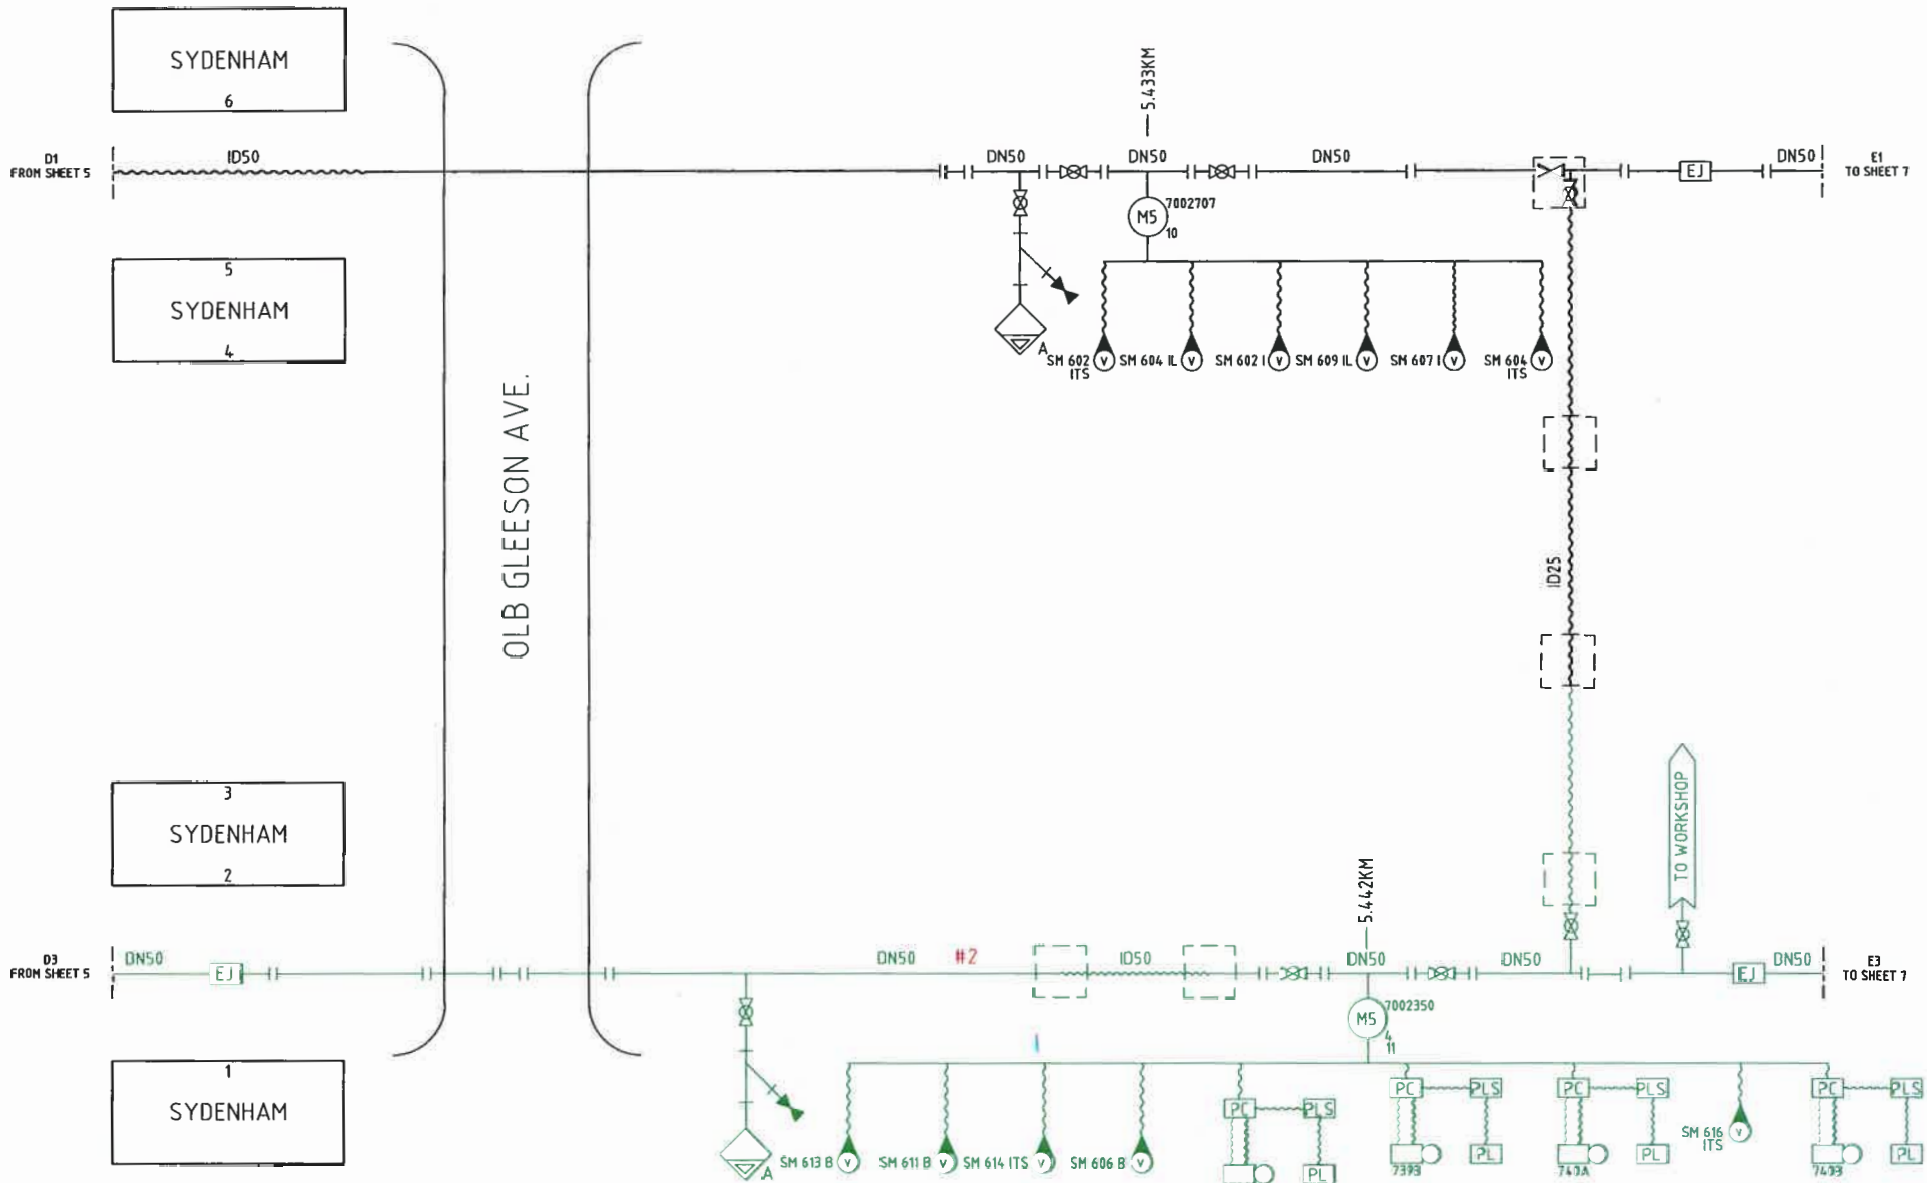 SYDENHAM
6
5.433KM
D1
FROM SHEET 5
ID50
DN50
DN50
DN50
EJ
DN50
E1
TO SHEET 7
M5
7002707
10
5
SYDENHAM
4
A
SM 602 ITS
V
SM 604 IL
V
SM 602 I
V
SM 609 IL
V
SM 607 I
V
SM 604 ITS
V
OLB GLEESON AVE.
ID25
3
SYDENHAM
2
TO WORKSHOP
5.442KM
D3
FROM SHEET 5
DN50
EJ
DN50
#2
ID50
DN50
DN50
EJ
DN50
E3
TO SHEET 7
M5
7002350
4
11
1
SYDENHAM
A
SM 613 B
V
SM 611 B
V
SM 614 ITS
V
SM 606 B
V
PC
PLS
PL
PC
PLS
739B
PL
PC
PLS
740A
PL
SM 616 ITS
V
PC
PLS
740B
PL